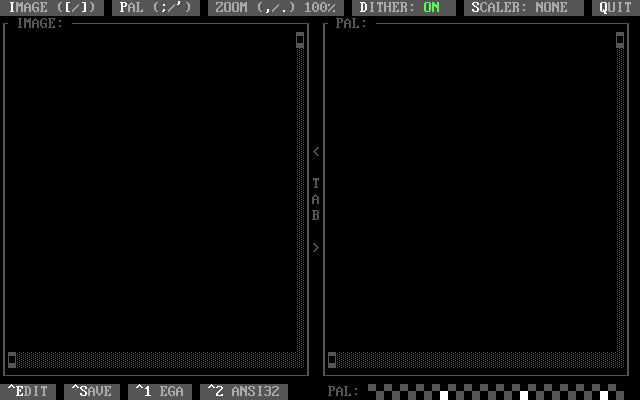 IMAGE ([/]) PAL (;/') ZOOM (,/.) 100% DITHER: ON SCALER: NONE QUIT
IMAGE: PAL:
<
T
A
B
>
^EDIT ^SAVE ^1 EGA ^2 ANSI32 PAL: